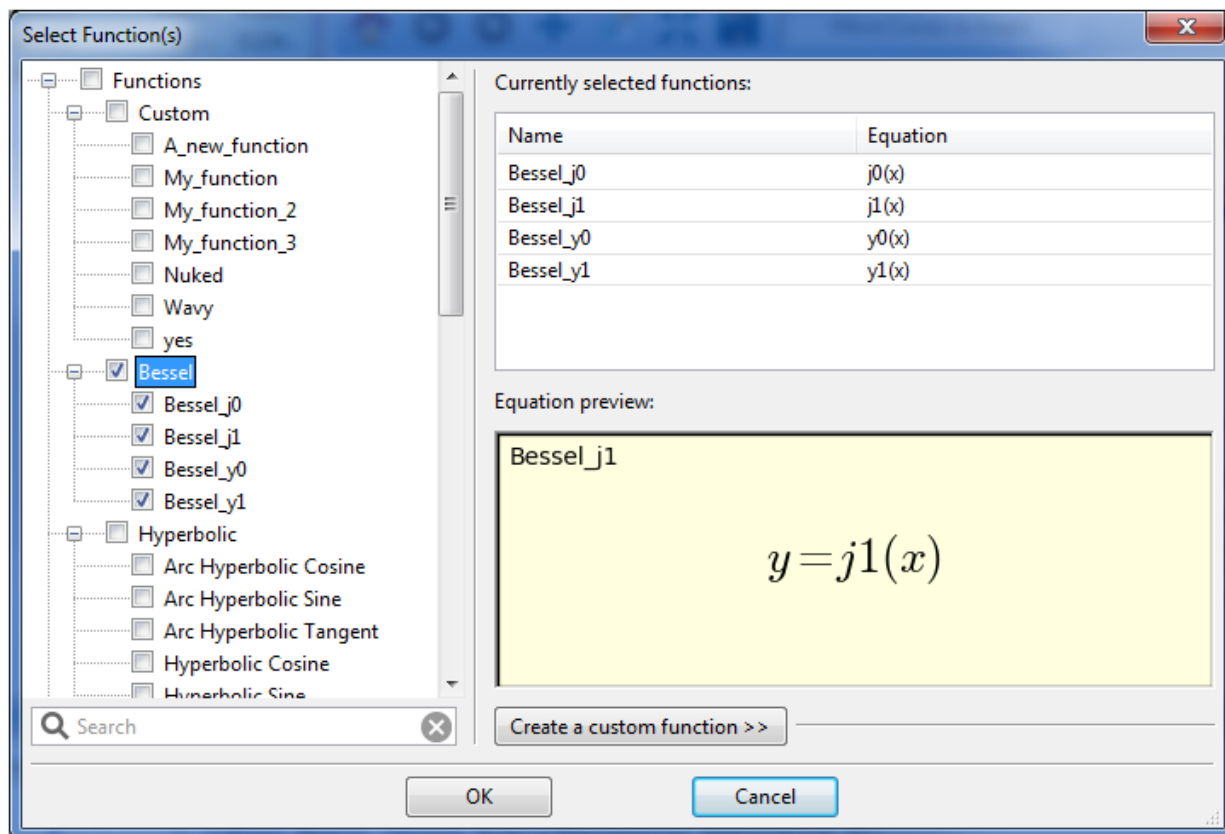 Select Function(s)
Functions
Custom
A_new_function
My_function
My_function_2
My_function_3
Nuked
Wavy
yes
Bessel
Bessel_j0
Bessel_j1
Bessel_y0
Bessel_y1
Hyperbolic
Arc Hyperbolic Cosine
Arc Hyperbolic Sine
Arc Hyperbolic Tangent
Hyperbolic Cosine
Hyperbolic Sine
Search
Currently selected functions:
Name Equation
Bessel_j0 j0(x)
Bessel_j1 j1(x)
Bessel_y0 y0(x)
Bessel_y1 y1(x)
Equation preview:
Bessel_j1
y=j1(x)
Create a custom function >>
OK Cancel